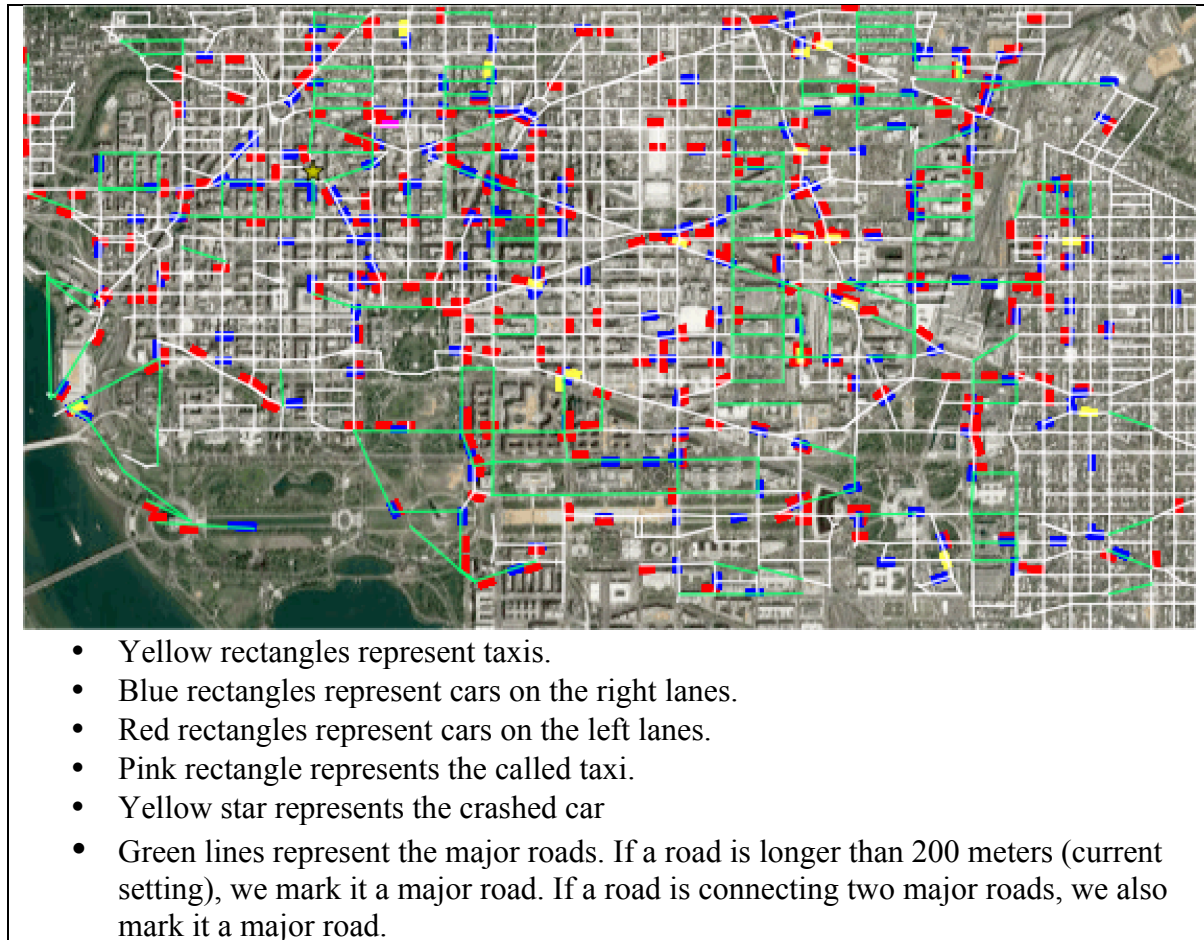 • Yellow rectangles represent taxis.
• Blue rectangles represent cars on the right lanes.
• Red rectangles represent cars on the left lanes.
• Pink rectangle represents the called taxi.
• Yellow star represents the crashed car
• Green lines represent the major roads. If a road is longer than 200 meters (current
setting), we mark it a major road. If a road is connecting two major roads, we also
mark it a major road.